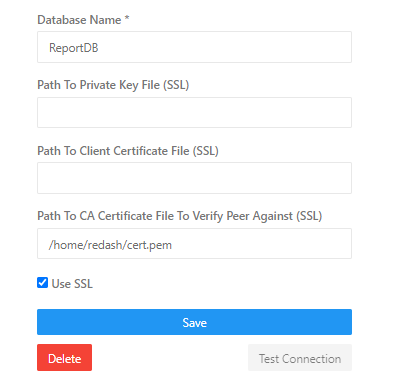 Database Name *
ReportDB
Path To Private Key File (SSL)
Path To Client Certificate File (SSL)
Path To CA Certificate File To Verify Peer Against (SSL)
/home/redash/cert.pem
Use SSL
Save
Delete Test Connection